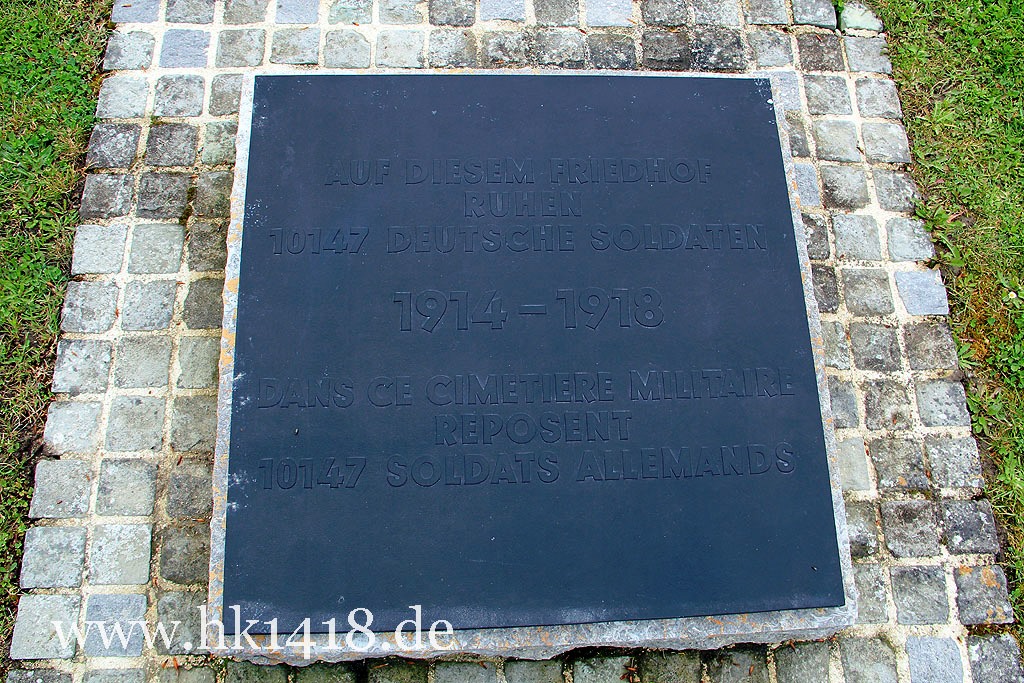 AUF DIESEM FRIEDHOF
RUHEN
10147 DEUTSCHE SOLDATEN
1914 – 1918
DANS CE CIMETIERE MILITAIRE
REPOSENT
10147 SOLDATS ALLEMANDS
www.hk1418.de